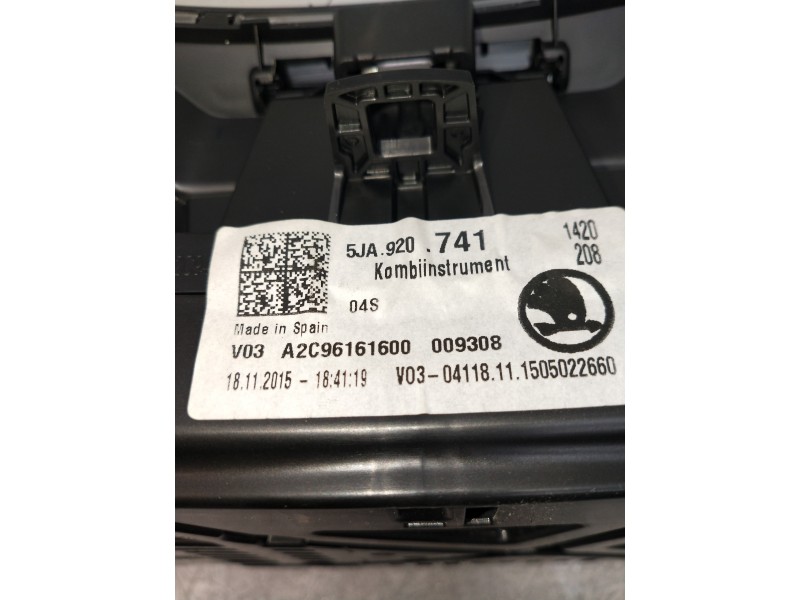 5JA.920 .741
1420
208
Kombiinstrument
04S
Made in Spain
V03 A2C96161600 009308
18.11.2015 - 18:41:19 V03-04118.11.1505022660